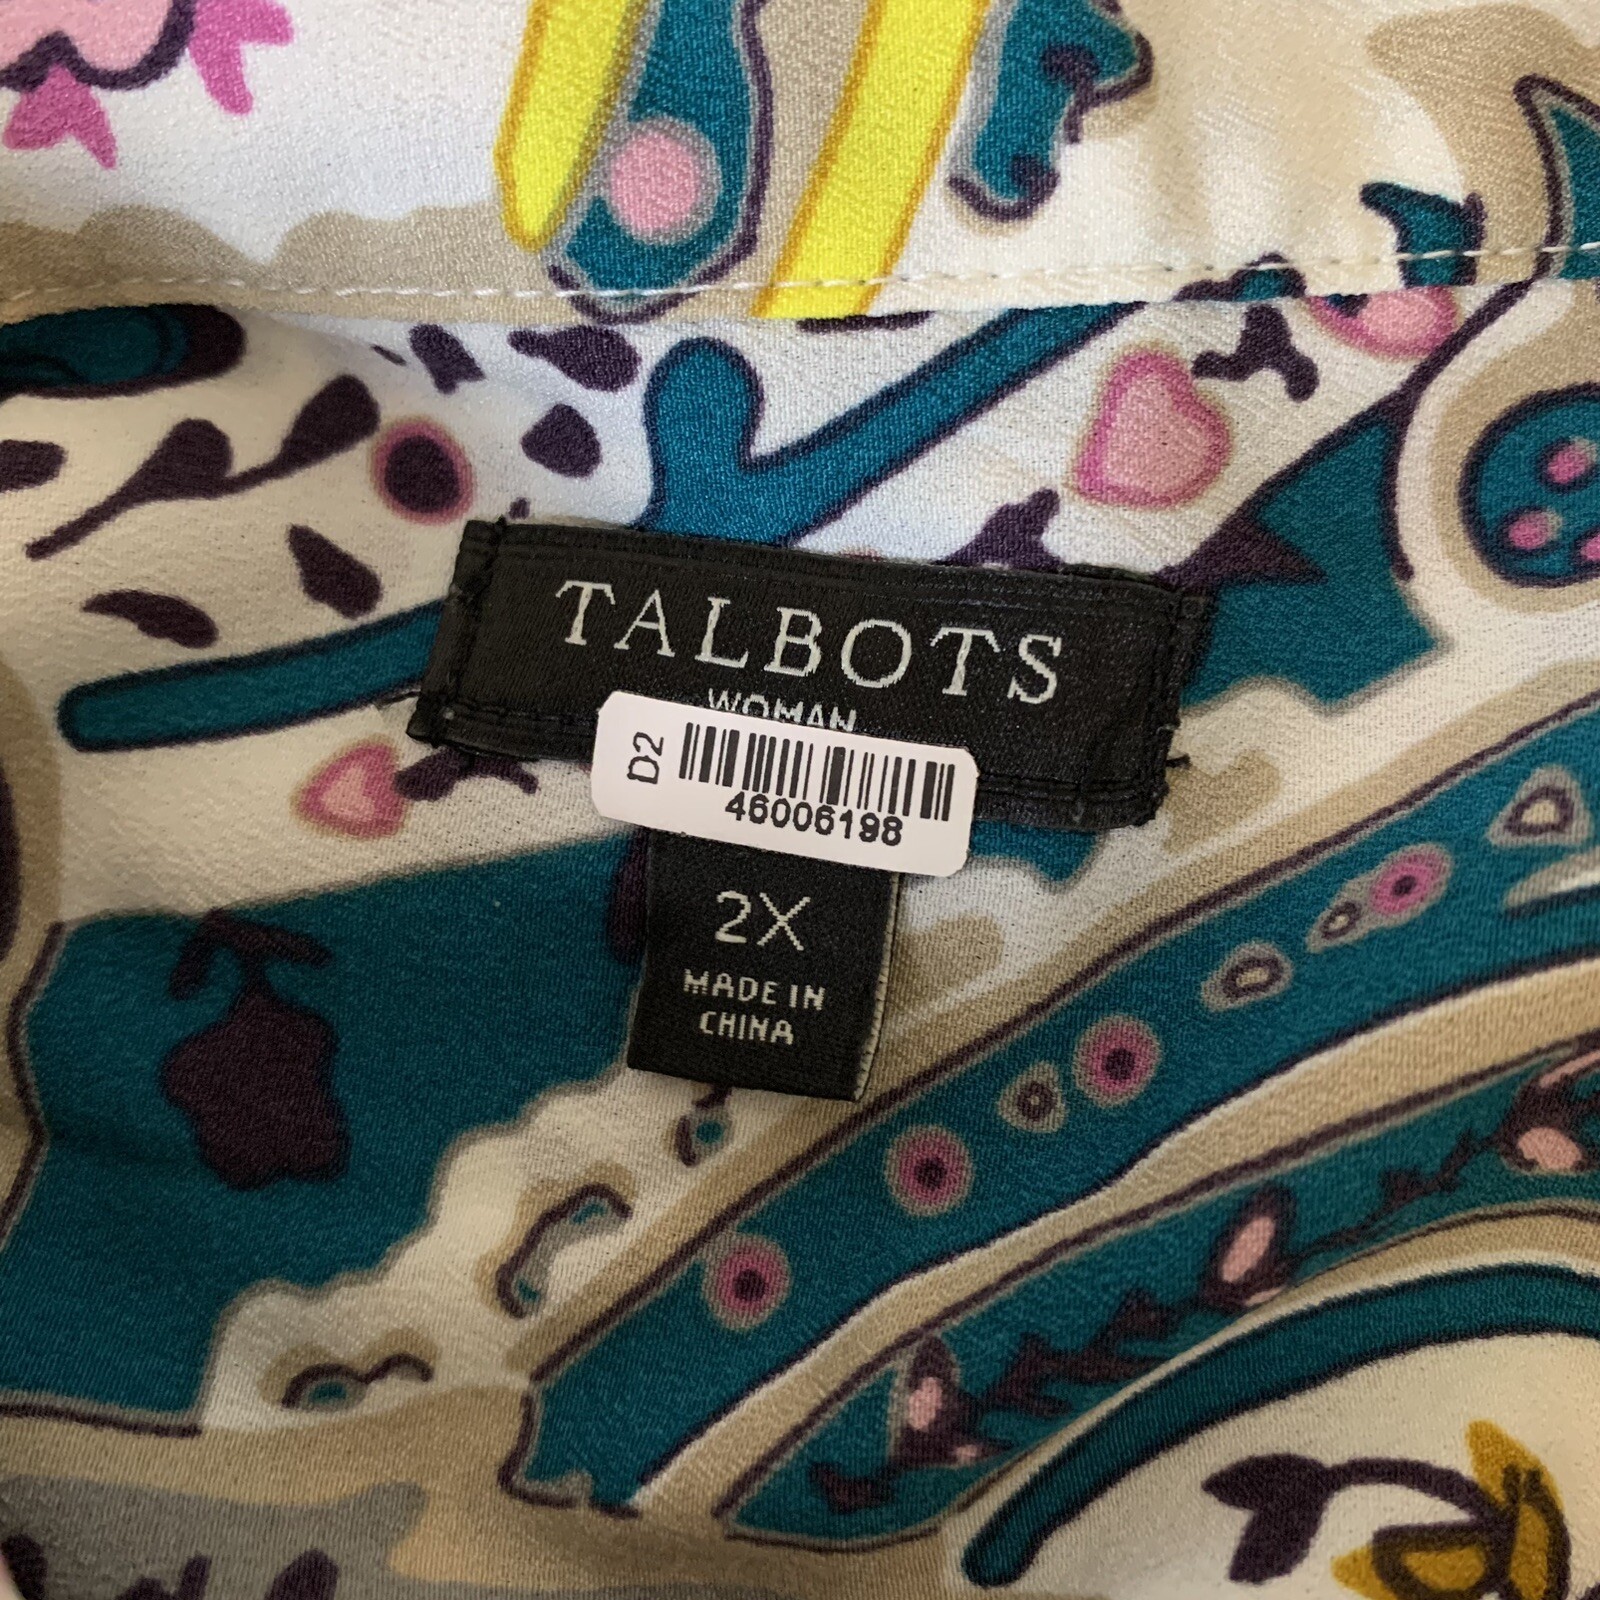 TALBOTS
WOMAN
D2
46006198
2X
MADE IN
CHINA